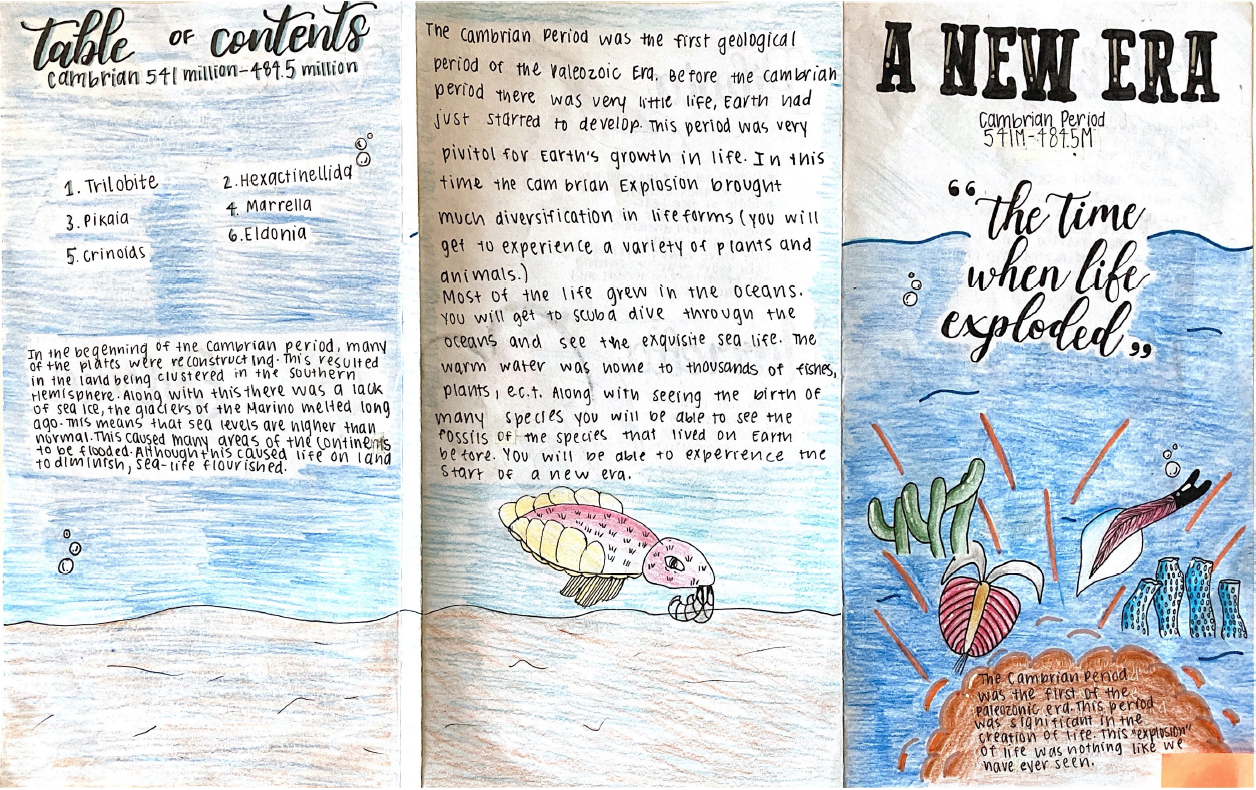 table OF contents
Cambrian 541 million-484.5 million
1. Trilobite
2. Hexactinellida
3. Pikaia
4. Marrella
5. Crinoids
6. Eldonia
In the begenning of the Cambrian period, many
of the plates were reconstructing. This resulted
in the land being clustered in the Southern
Hemisphere. Along with this there was a lack
of sea ice, the glaciers of the Marino melted long
ago. This means that sea levels are higher than
normal. This caused many areas of the continents
to be flooded. Although this caused life on land
to diminish, sea-life flourished.
The Cambrian Period was the first geological
period of the Paleozoic Era. Before the Cambrian
period there was very little life, Earth had
just started to develop. This period was very
pivitol for Earth's growth in life. In this
time the Cambrian Explosion brought
much diversification in lifeforms (you will
get to experience a variety of plants and
animals.)
Most of the life grew in the oceans.
You will get to scuba dive through the
oceans and see the exquisite sea life. The
warm water was home to thousands of fishes,
plants, e.c.t. Along with seeing the birth of
many species you will be able to see the
fossils of the species that lived on Earth
before. You will be able to experience the
start of a new era.
A NEW ERA
Cambrian Period
541M-484.5M
“the time
when life
exploded„
The Cambrian Period
was the first of the
Paleozonic era. This period
was significant in the
creation of life. This "explosion"
of life was nothing like we
have ever seen.